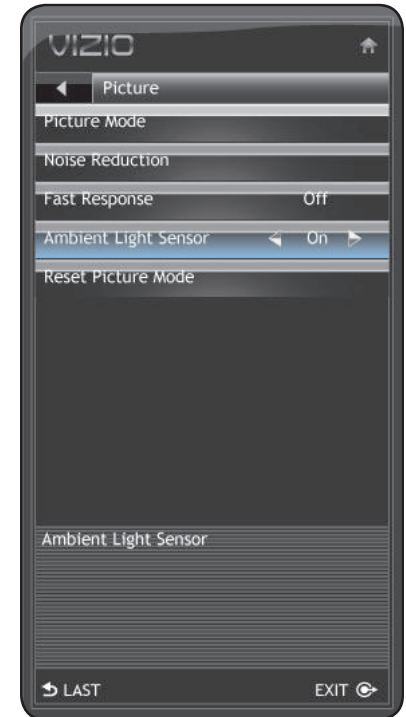 VIZIO
Picture
Picture Mode
Noise Reduction
Fast Response Off
Ambient Light Sensor On
Reset Picture Mode
Ambient Light Sensor
LAST EXIT